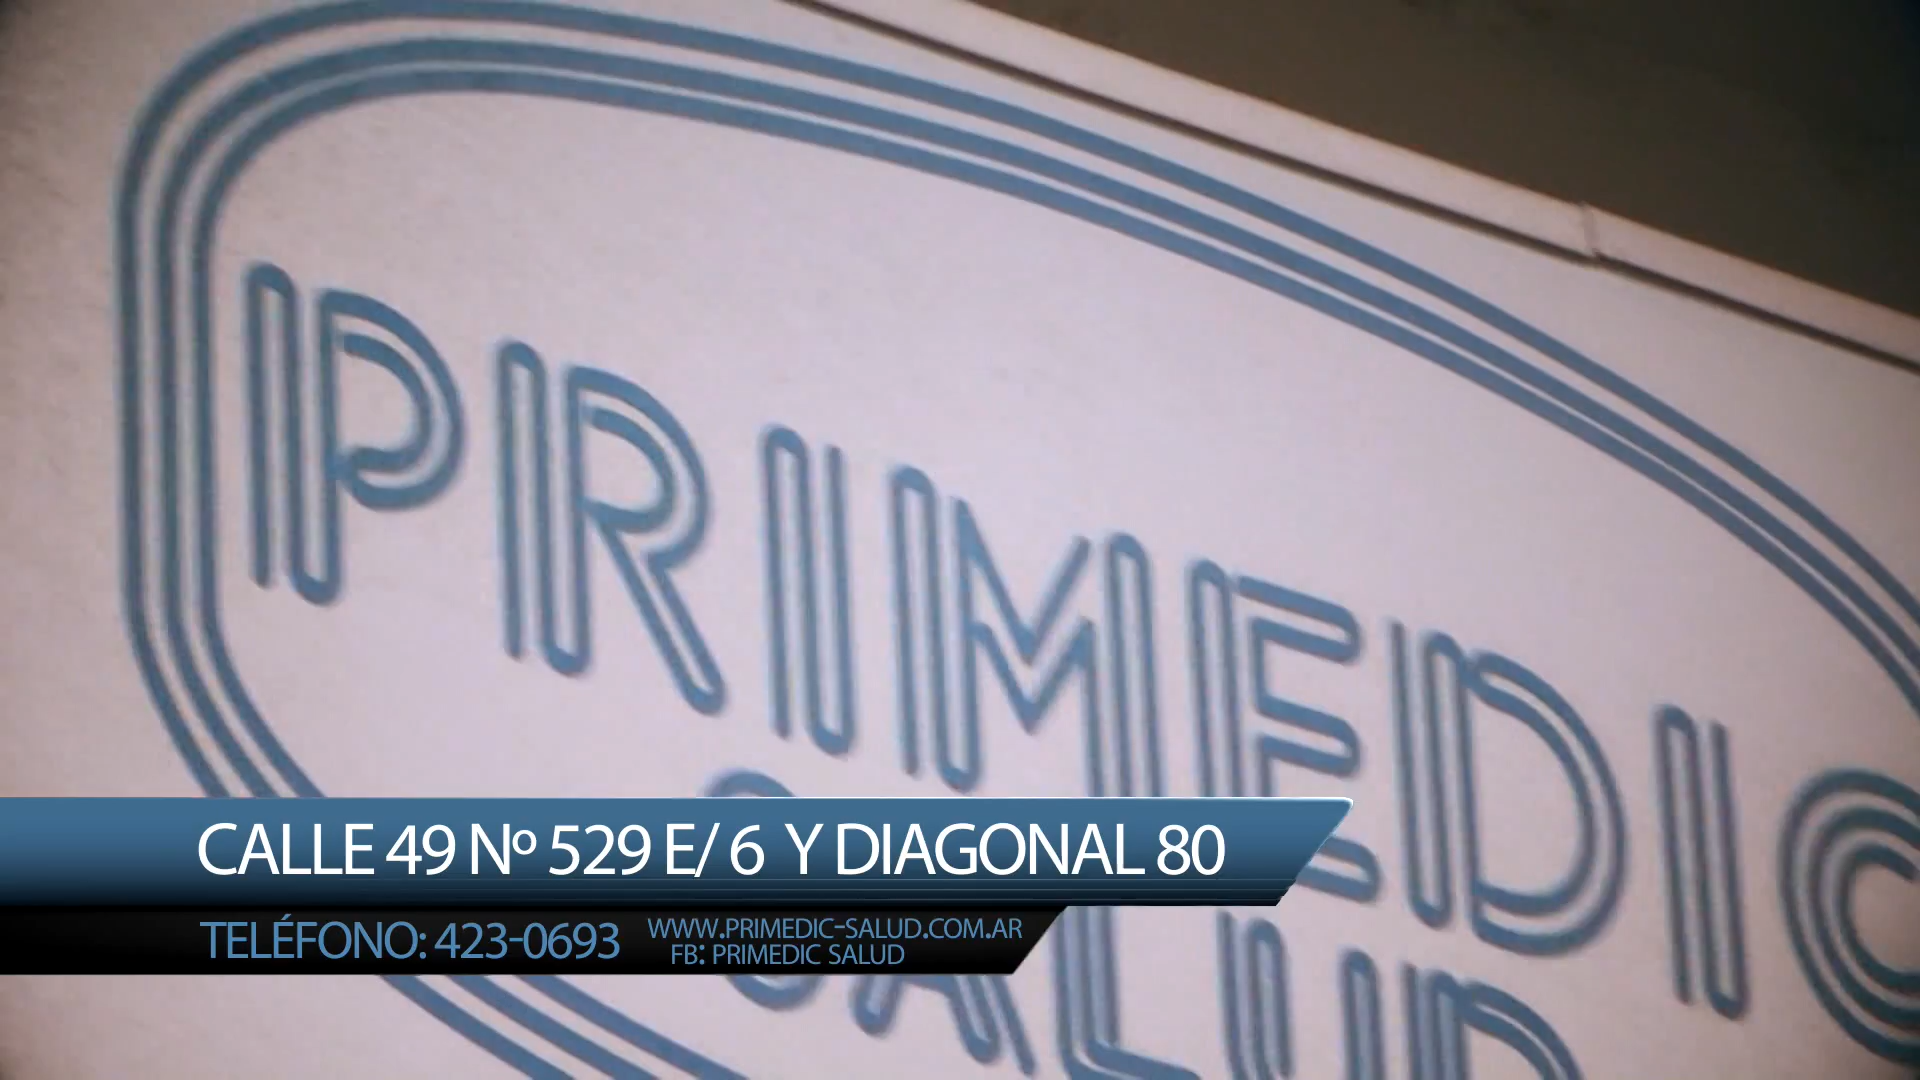 PRIMEDIC
SALUD
CALLE 49 Nº 529 E/ 6 Y DIAGONAL 80
TELÉFONO: 423-0693
WWW.PRIMEDIC-SALUD.COM.AR
FB: PRIMEDIC SALUD